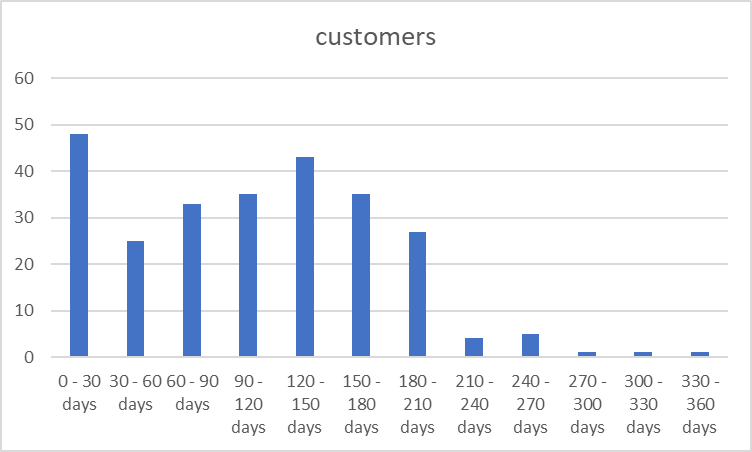 customers
60
50
40
30
20
10
0
0 - 30 days
30 - 60 days
60 - 90 days
90 - 120 days
120 - 150 days
150 - 180 days
180 - 210 days
210 - 240 days
240 - 270 days
270 - 300 days
300 - 330 days
330 - 360 days